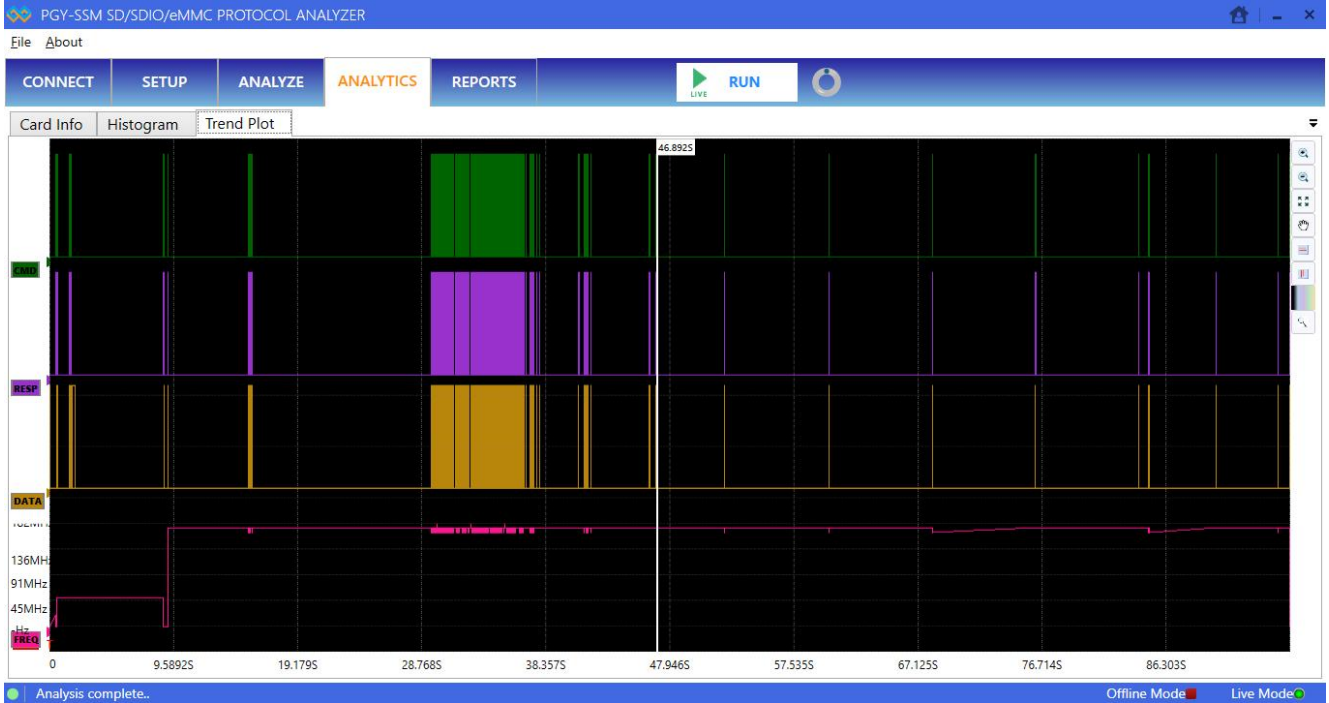 PGY-SSM SD/SDIO/eMMC PROTOCOL ANALYZER
File About
CONNECT SETUP ANALYZE ANALYTICS REPORTS LIVE RUN
Card Info Histogram Trend Plot
46.892S
CMD
RESP
DATA
136MHz
91MHz
45MHz
-Hz
FREQ
0 9.5892S 19.179S 28.768S 38.357S 47.946S 57.535S 67.125S 76.714S 86.303S
Analysis complete.. Offline Mode Live Mode